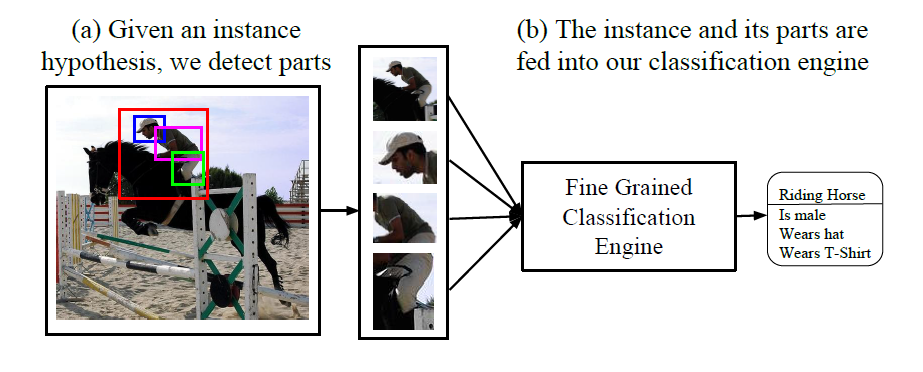 (a) Given an instance
hypothesis, we detect parts
(b) The instance and its parts are
fed into our classification engine
Fine Grained
Classification
Engine
Riding Horse
Is male
Wears hat
Wears T-Shirt